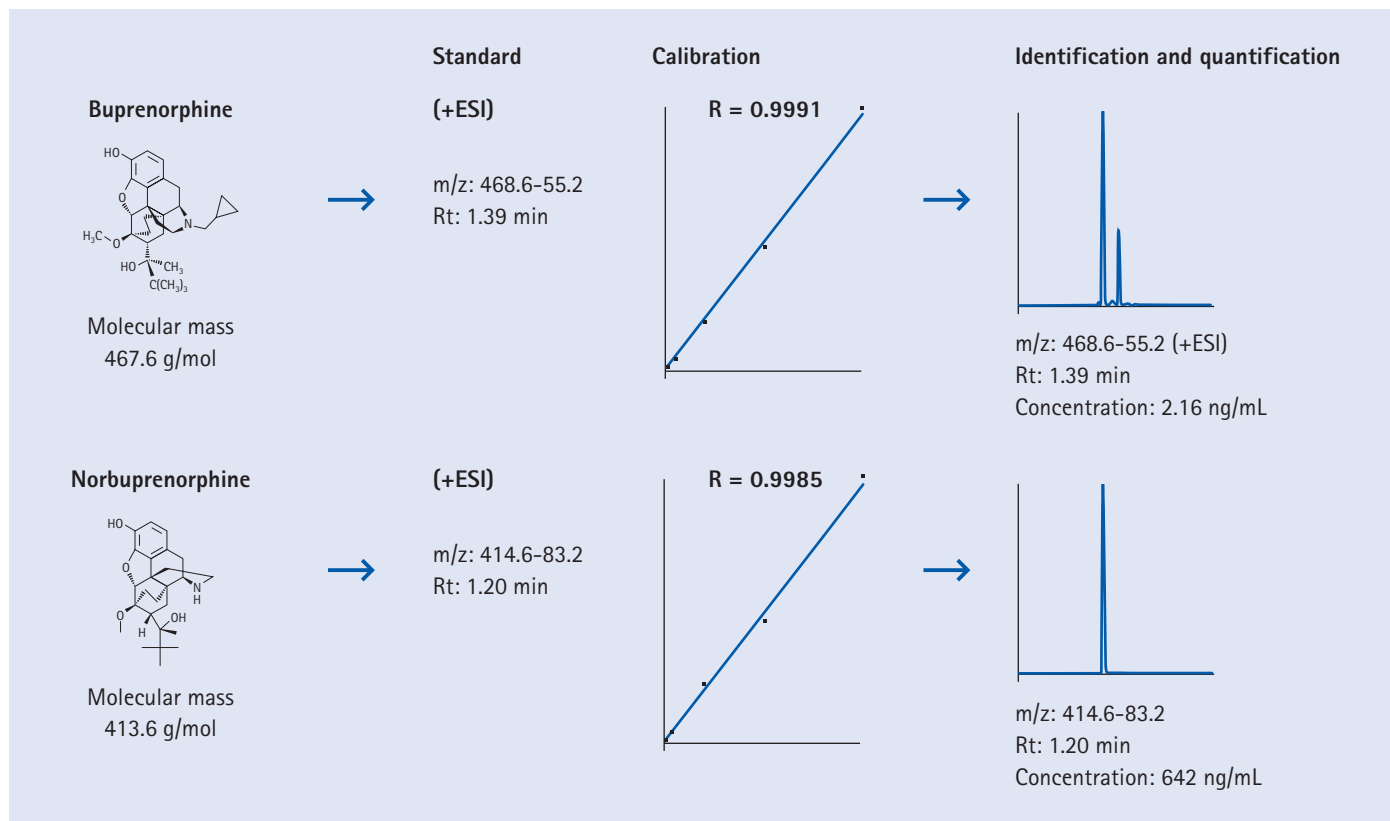 Standard
Calibration
Identification and quantification
Buprenorphine
(+ESI)
R = 0.9991
HO
O
N
H₃C
O
HO
CH₃
C(CH₃)₃
m/z: 468.6-55.2
Rt: 1.39 min
Molecular mass
467.6 g/mol
m/z: 468.6-55.2 (+ESI)
Rt: 1.39 min
Concentration: 2.16 ng/mL
Norbuprenorphine
(+ESI)
R = 0.9985
HO
O
N
H
O
OH
H
m/z: 414.6-83.2
Rt: 1.20 min
Molecular mass
413.6 g/mol
m/z: 414.6-83.2
Rt: 1.20 min
Concentration: 642 ng/mL